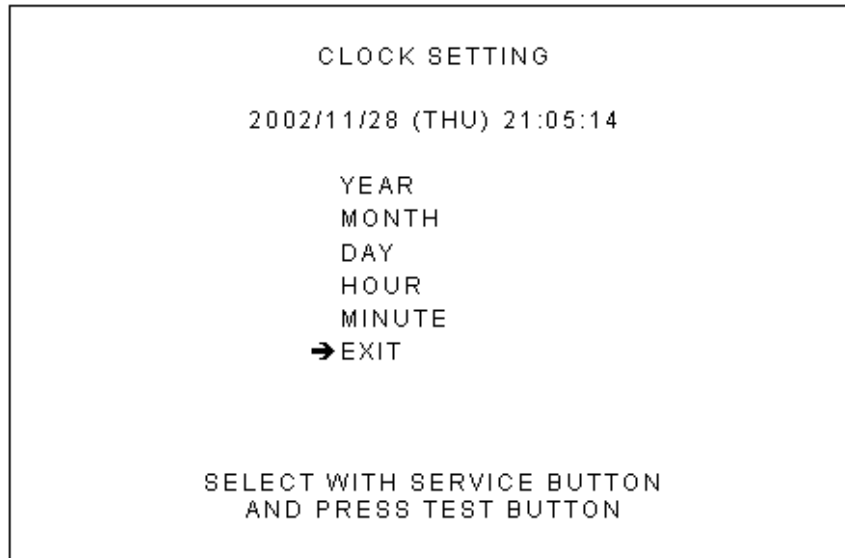 CLOCK SETTING
2002/11/28 (THU) 21:05:14
YEAR
MONTH
DAY
HOUR
MINUTE
➔EXIT
SELECT WITH SERVICE BUTTON
AND PRESS TEST BUTTON